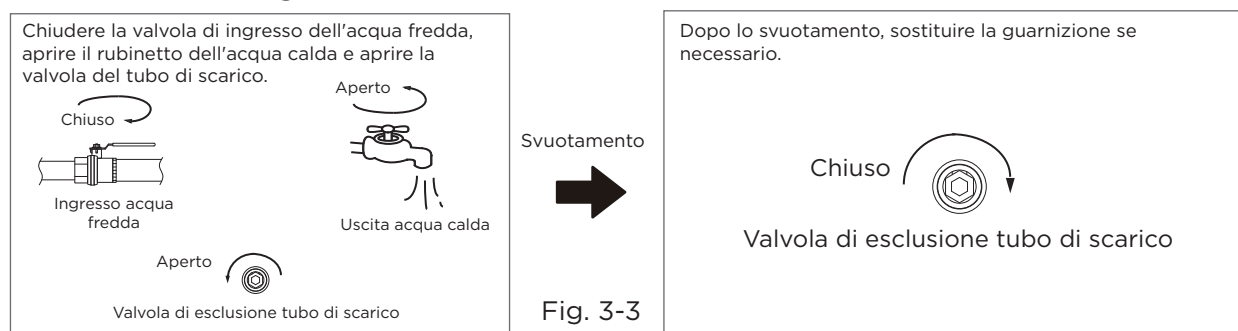 Chiudere la valvola di ingresso dell'acqua fredda,
aprire il rubinetto dell'acqua calda e aprire la
valvola del tubo di scarico.
Chiuso
Aperto
Ingresso acqua
fredda
Uscita acqua calda
Aperto
Valvola di esclusione tubo di scarico
Svuotamento
Fig. 3-3
Dopo lo svuotamento, sostituire la guarnizione se
necessario.
Chiuso
Valvola di esclusione tubo di scarico